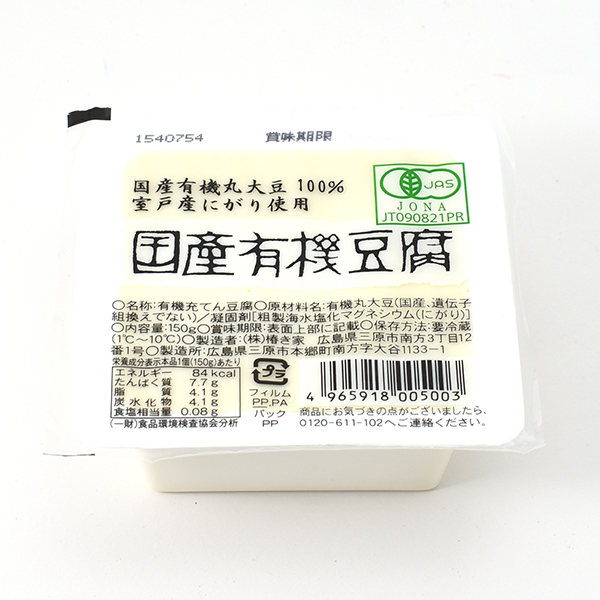 1540754 賞味期限
国産有機丸大豆 100%
室戸産にがり使用
JAS
JONA
JT090821PR
国産有機豆腐
○名称:有機充てん豆腐○原材料名:有機丸大豆(国産、遺伝子
組換えでない)/凝固剤[粗製海水塩化マグネシウム(にがり)]
○内容量:150g○賞味期限:表面上部に記載○保存方法:要冷蔵
(1℃~10℃)○製造者:(株)椿き家 広島県三原市南方3丁目12
番1号○製造所:広島県三原市本郷町南方字大谷1133-1
栄養成分表示本品1個(150g)あたり
エネルギー 84kcal
たんぱく質 7.7g
脂質 4.1g
炭水化物 4.1g
食塩相当量 0.08g
(一財)食品環境検査協会分析
プラ
フィルム
PP,PA
パック
PP
4 965918 005003
商品にお気づきの点がございましたら、
0120-611-102へご連絡ください。